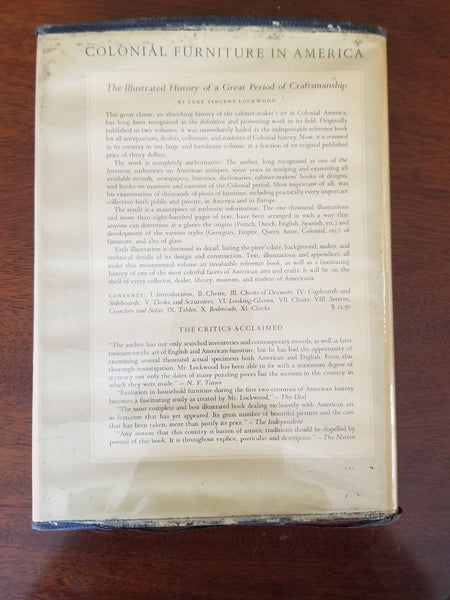 COLONIAL FURNITURE IN AMERICA
The Illustrated History of a Great Period of Craftsmanship
BY LUKE VINCENT LOCKWOOD
This great classic, an absorbing history of the cabinet-maker's art in Colonial America,
has long been recognized as the definitive and pioneering work in its field. Originally
published in two volumes, it was immediately hailed as the indispensable reference book
for all antiquarians, dealers, collectors, and students of Colonial history. Now, it is reissued
in its entirety in one large and handsome volume, at a fraction of its original published
price of thirty dollars.
The work is completely authoritative. The author, long recognized as one of the
foremost authorities on American antiques, spent years in studying and examining all
available records, newspapers, histories, dictionaries, cabinet-makers' books of designs,
and books on manners and customs of the Colonial period. Most important of all, was
his examination of thousands of pieces of furniture, including practically every important
collection both public and private, in America and in Europe.
The result is a masterpiece of authentic information. The one thousand illustrations
and more than eight-hundred pages of text, have been arranged in such a way that
anyone can determine at a glance the origins (French, Dutch, English, Spanish, etc.) and
development of the various styles (Georgian, Empire, Queen Anne, Colonial, etc.) of
furniture, and also of glass.
Each illustration is discussed in detail, listing the piece's date, background, maker, and
technical details of its design and construction. Text, illustrations and appendices, all
make this monumental volume an invaluable reference book, as well as a fascinating
history of one of the most colorful facets of American arts and crafts. It will be on the
shelf of every collector, dealer, library, museum, and student of Americana.
CONTENTS: I. Introduction, II. Chests, III. Chests of Drawers, IV. Cupboards and
Sideboards, V. Desks and Scrutoires, VI. Looking-Glasses, VII. Chairs, VIII. Settees,
Couches and Sofas, IX. Tables, X. Bedsteads, XI. Clocks
$ 12.50
THE CRITICS ACCLAIMED
"The author has not only searched inventories and contemporary records, as well as later
treatises on the art of English and American furniture, but he has had the opportunity of
examining several thousand actual specimens both American and English. From this
thorough investigation, Mr. Lockwood has been able to fix with a maximum degree of
accuracy not only the dates of many puzzling pieces but the sections in the country in
which they were made." – N. Y. Times
"Evolution in household furniture during the first two centuries of American history
becomes a fascinating study as treated by Mr. Lockwood." – The Dial
"The most complete and best illustrated book dealing exclusively with American art
in furniture that has yet appeared. Its great number of beautiful pictures and the care
that has been taken, more than justify its price." – The Independent
"Any notion that this country is barren of artistic traditions should be dispelled by
perusal of this book. It is throughout explicit, particular and descriptive." – The Nation